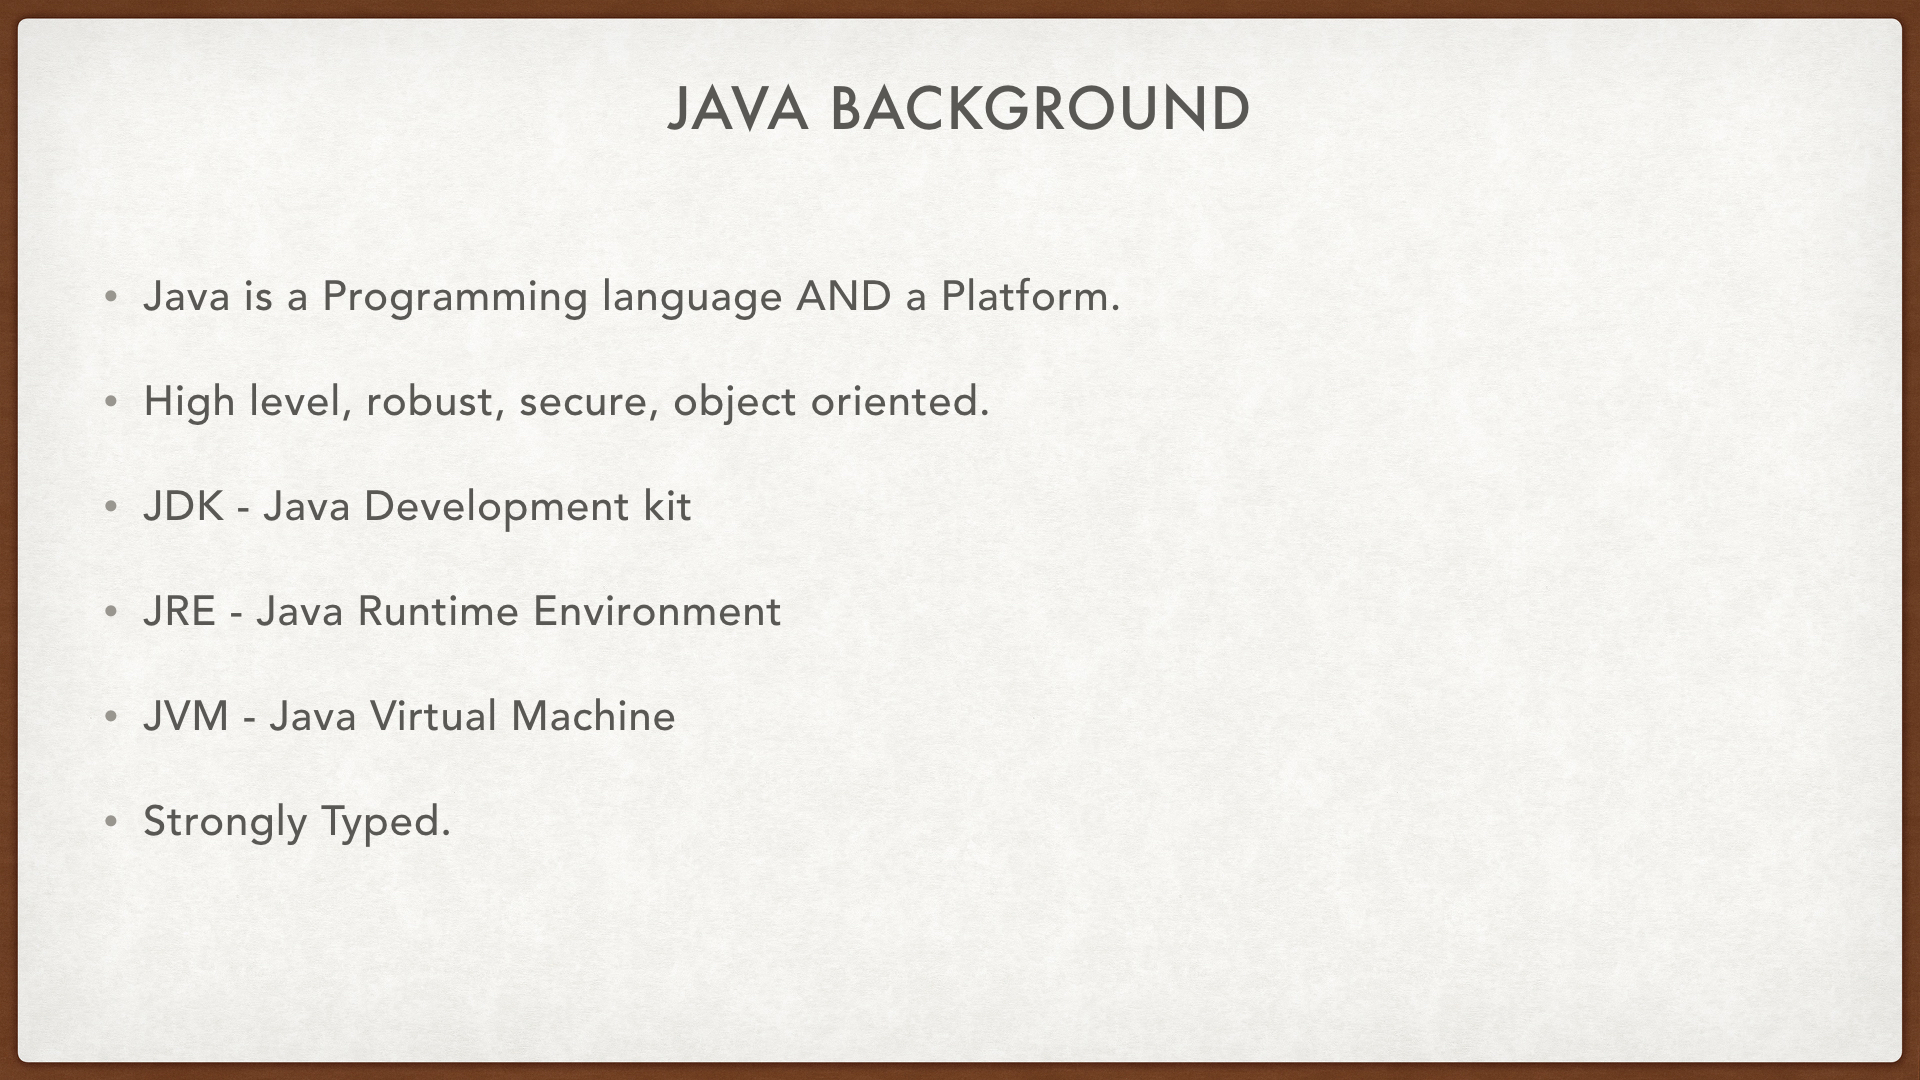 JAVA BACKGROUND
• Java is a Programming language AND a Platform.
• High level, robust, secure, object oriented.
• JDK - Java Development kit
• JRE - Java Runtime Environment
• JVM - Java Virtual Machine
• Strongly Typed.